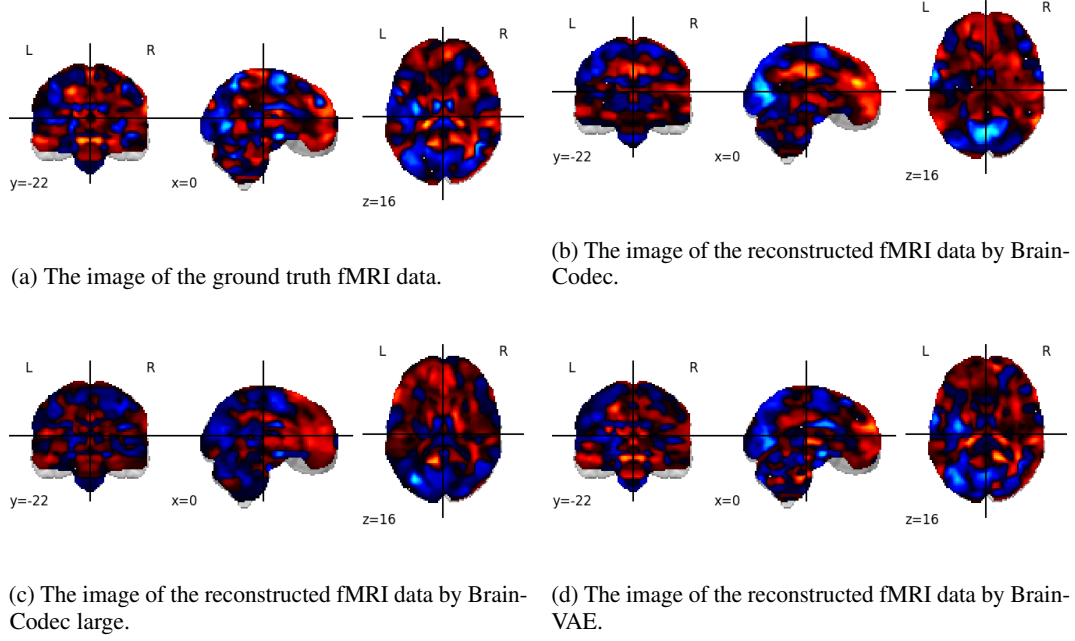 L R L R
y=-22 x=0 z=16
(a) The image of the ground truth fMRI data.
L R L R
y=-22 x=0 z=16
(b) The image of the reconstructed fMRI data by Brain-
Codec.
L R L R
y=-22 x=0 z=16
(c) The image of the reconstructed fMRI data by Brain-
Codec large.
L R L R
y=-22 x=0 z=16
(d) The image of the reconstructed fMRI data by Brain-
VAE.